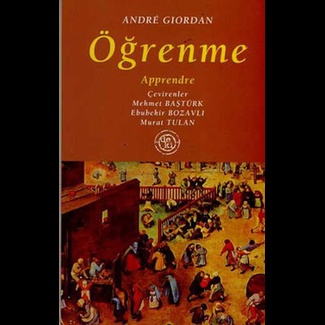 ANDRÉ GIORDAN
Öğrenme
Apprendre
Çevirenler
Mehmet BAŞTÜRK
Ebubekir BOZAVLI
Murat TULAN